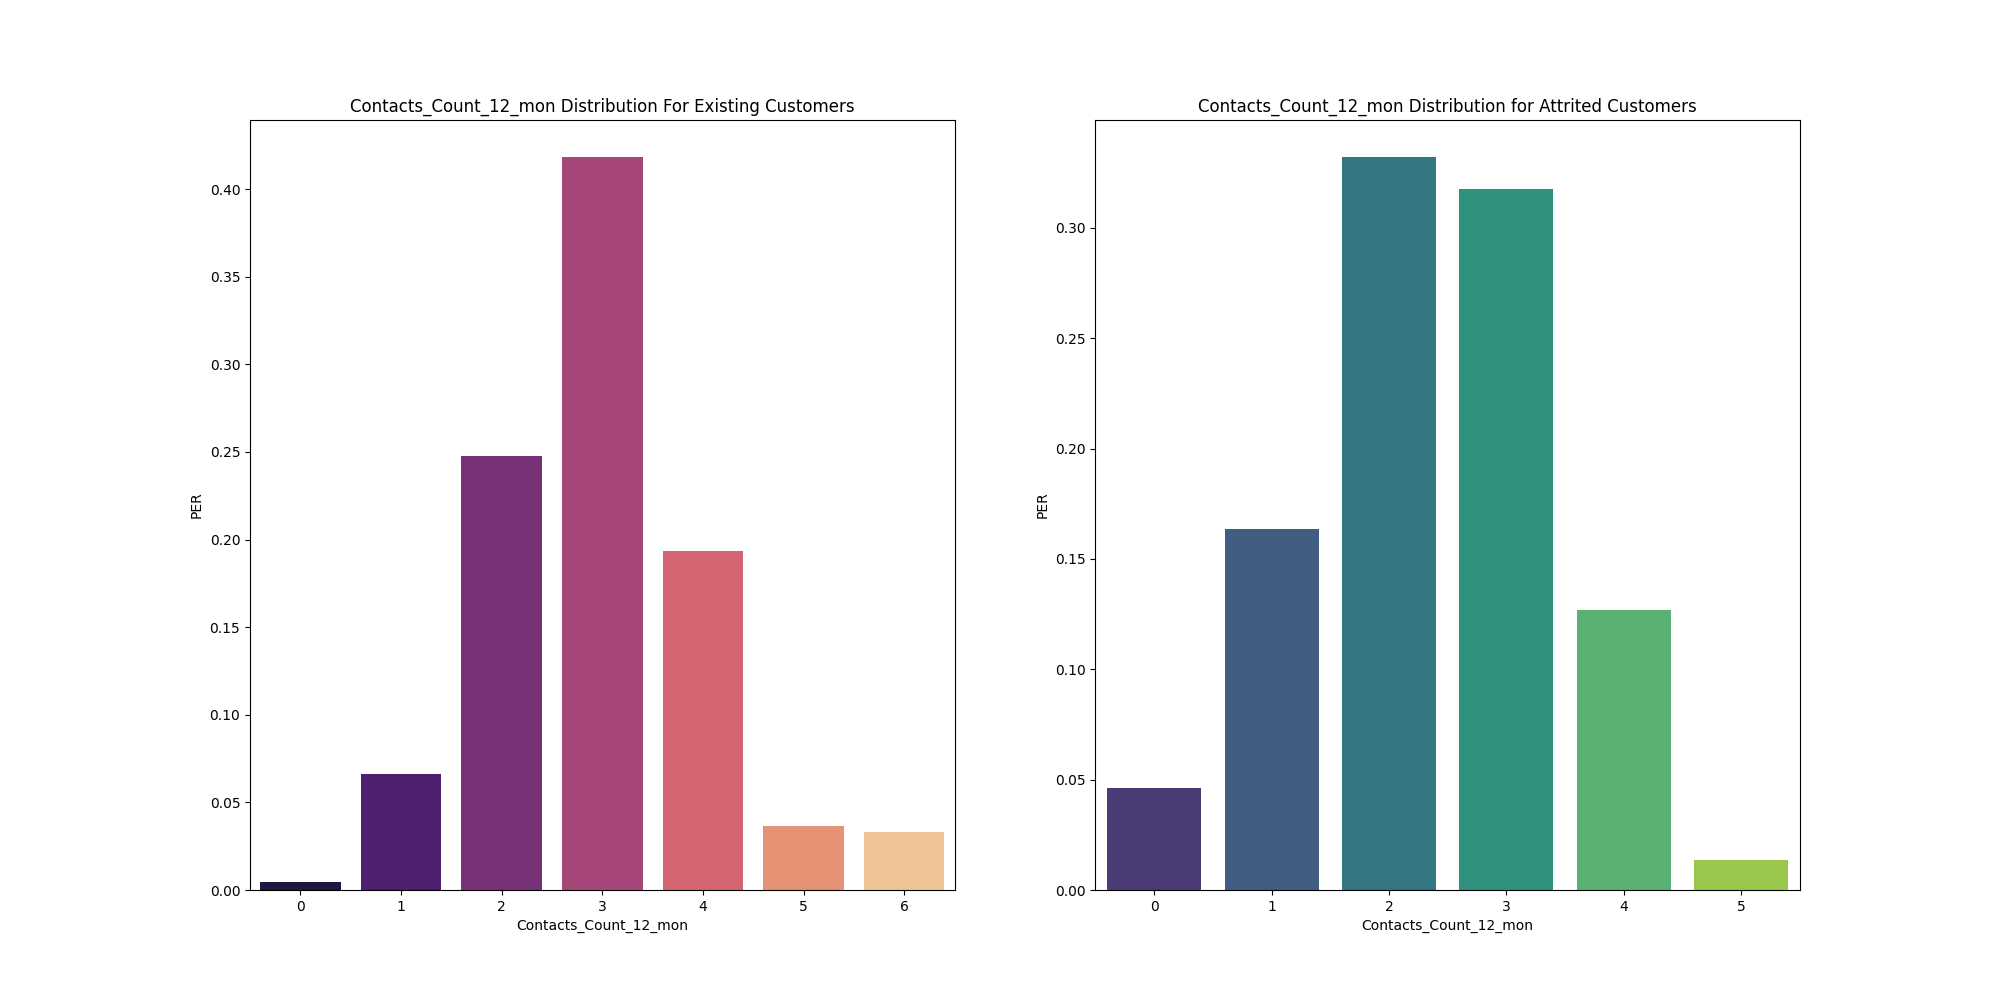 Contacts_Count_12_mon Distribution For Existing Customers
0.40
0.35
0.30
0.25
0.20
0.15
0.10
0.05
0.00
PER
0 1 2 3 4 5 6
Contacts_Count_12_mon
Contacts_Count_12_mon Distribution for Attrited Customers
0.30
0.25
0.20
0.15
0.10
0.05
0.00
PER
0 1 2 3 4 5
Contacts_Count_12_mon